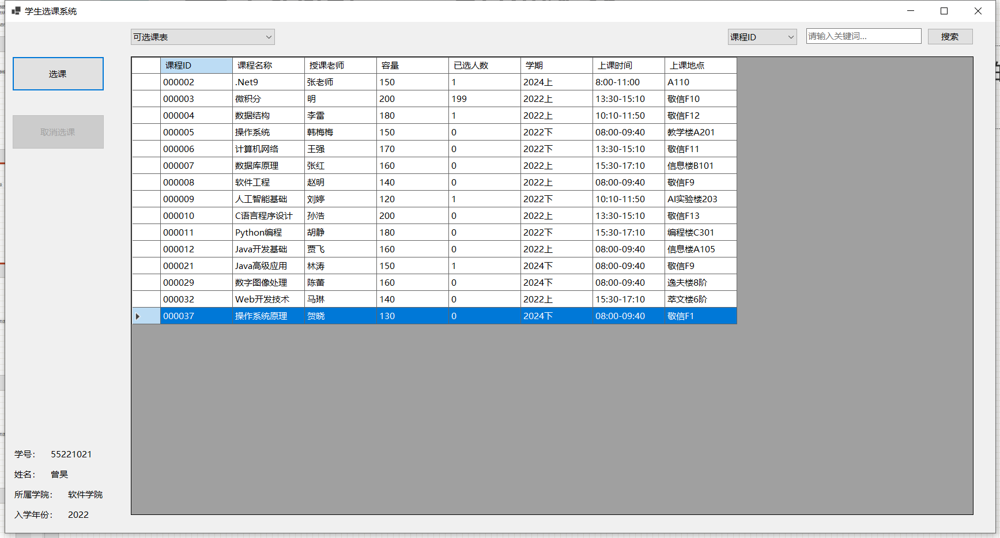 学生选课系统
可选课表 课程ID 请输入关键词... 搜索
选课
取消选课
课程ID 课程名称 授课老师 容量 已选人数 学期 上课时间 上课地点
000002 .Net9 张老师 150 1 2024上 8:00-11:00 A110
000003 微积分 明 200 199 2022上 13:30-15:10 敬信F10
000004 数据结构 李雷 180 1 2022上 10:10-11:50 敬信F12
000005 操作系统 韩梅梅 150 0 2022下 08:00-09:40 教学楼A201
000006 计算机网络 王强 170 0 2022下 13:30-15:10 敬信F11
000007 数据库原理 张红 160 0 2022上 15:30-17:10 信息楼B101
000008 软件工程 赵明 140 0 2022上 08:00-09:40 敬信F9
000009 人工智能基础 刘婷 120 1 2022下 10:10-11:50 AI实验楼203
000010 C语言程序设计 孙浩 200 0 2022上 13:30-15:10 敬信F13
000011 Python编程 胡静 180 0 2022下 15:30-17:10 编程楼C301
000012 Java开发基础 贾飞 160 0 2022上 08:00-09:40 信息楼A105
000021 Java高级应用 林涛 150 1 2024下 08:00-09:40 敬信F9
000029 数字图像处理 陈蕾 160 0 2024下 08:00-09:40 逸夫楼8阶
000032 Web开发技术 马琳 140 0 2022上 15:30-17:10 萃文楼6阶
000037 操作系统原理 贺晓 130 0 2024下 08:00-09:40 敬信F1
学号： 55221021
姓名： 曾昊
所属学院： 软件学院
入学年份： 2022